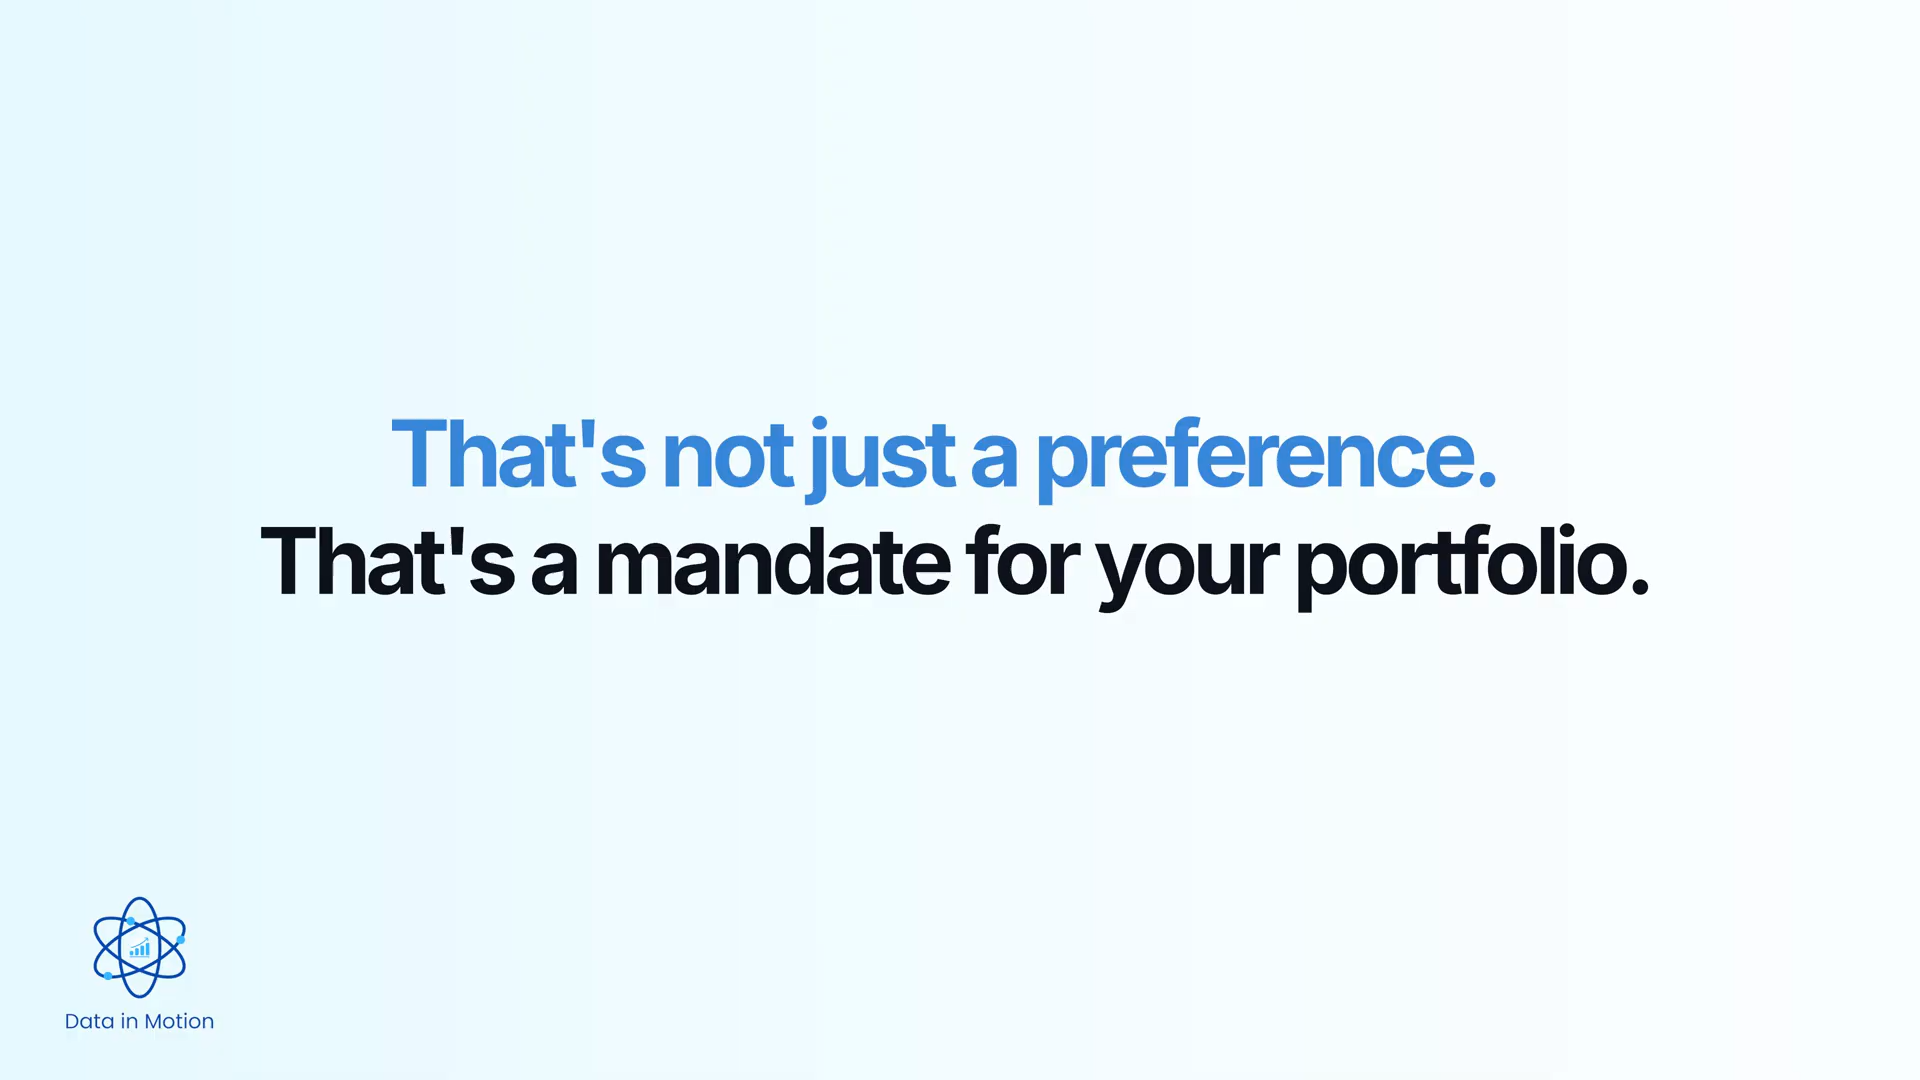 That's not just a preference.
That's a mandate for your portfolio.
Data in Motion